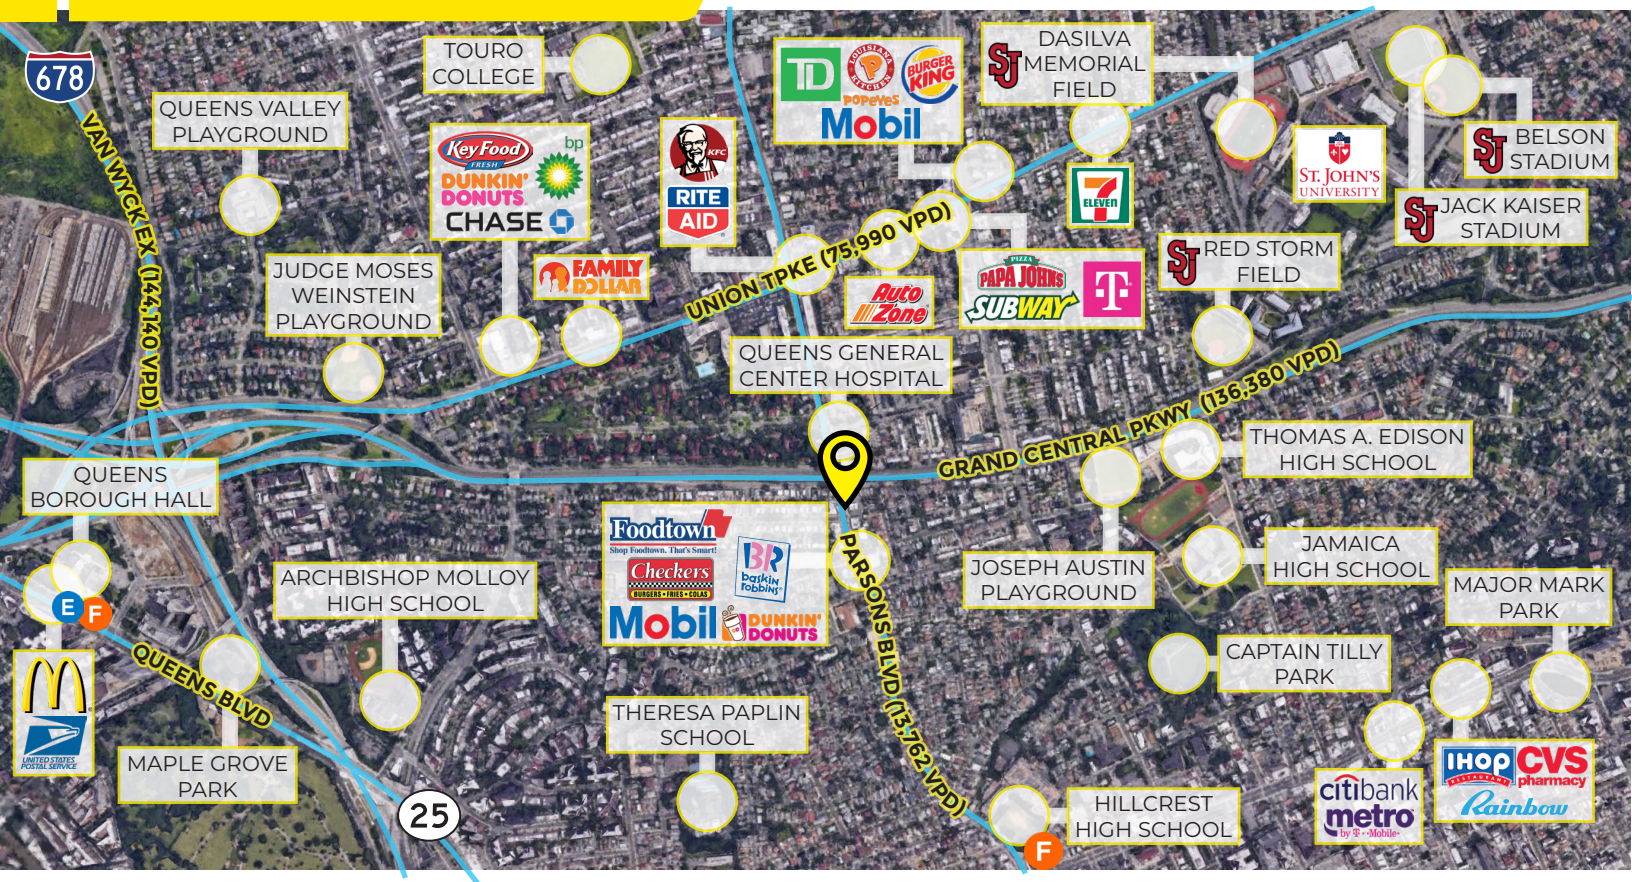 678
VAN WYCK EX (144,140 VPD)
QUEENS VALLEY
PLAYGROUND
TOURO
COLLEGE
Key Food
FRESH
bp
DUNKIN'
DONUTS
CHASE
JUDGE MOSES
WEINSTEIN
PLAYGROUND
FAMILY
DOLLAR
KFC
RITE
AID
TD
LOUISIANA
KITCHEN
POPEYES
BURGER
KING
Mobil
SJ
DASILVA
MEMORIAL
FIELD
7
ELEVEN
ST. JOHN'S
UNIVERSITY
SJ
BELSON
STADIUM
SJ
JACK KAISER
STADIUM
SJ
RED STORM
FIELD
UNION TPKE (75,990 VPD)
Auto
Zone
PIZZA
PAPA JOHNS
SUBWAY
T
QUEENS GENERAL
CENTER HOSPITAL
GRAND CENTRAL PKWY (136,380 VPD)
THOMAS A. EDISON
HIGH SCHOOL
QUEENS
BOROUGH HALL
E
F
UNITED STATES
POSTAL SERVICE
QUEENS BLVD
MAPLE GROVE
PARK
ARCHBISHOP MOLLOY
HIGH SCHOOL
25
Foodtown
Shop Foodtown. That's Smart!
Checkers
BURGERS • FRIES • COLAS
BR
baskin
robbins
Mobil
DUNKIN'
DONUTS
PARSONS BLVD (13,762 VPD)
THERESA PAPLIN
SCHOOL
JOSEPH AUSTIN
PLAYGROUND
JAMAICA
HIGH SCHOOL
MAJOR MARK
PARK
CAPTAIN TILLY
PARK
HILLCREST
HIGH SCHOOL
F
citibank
metro
by T-Mobile
IHOP
RESTAURANT
CVS
pharmacy
Rainbow